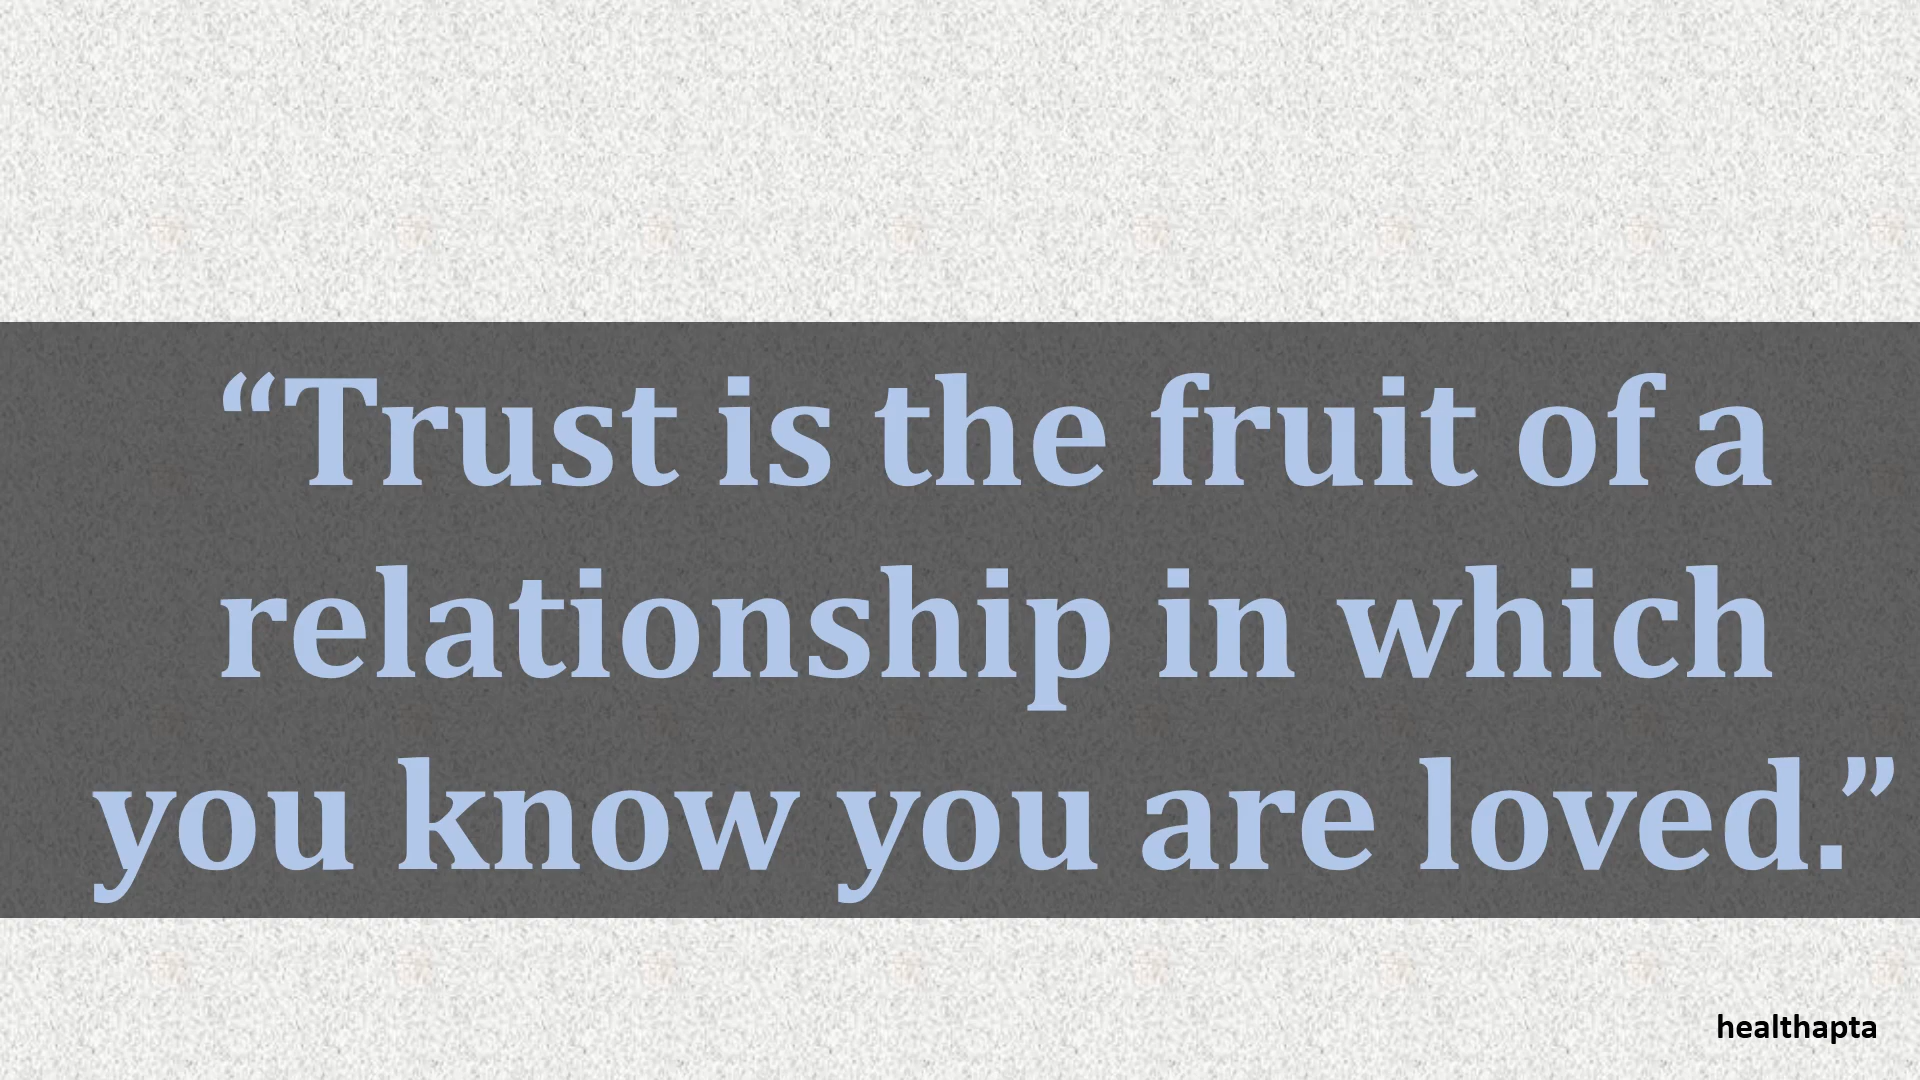 “Trust is the fruit of a
relationship in which
you know you are loved.”
healthapta